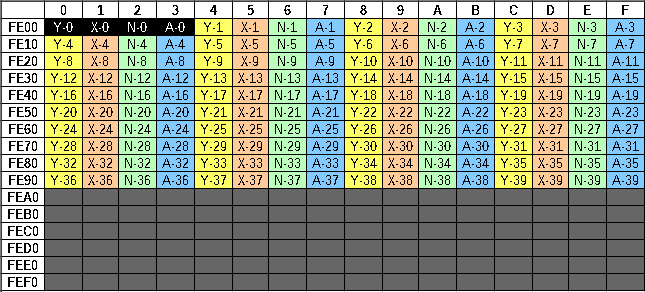 0 1 2 3 4 5 6 7 8 9 A B C D E F
FE00 Y-0 X-0 N-0 A-0 Y-1 X-1 N-1 A-1 Y-2 X-2 N-2 A-2 Y-3 X-3 N-3 A-3
FE10 Y-4 X-4 N-4 A-4 Y-5 X-5 N-5 A-5 Y-6 X-6 N-6 A-6 Y-7 X-7 N-7 A-7
FE20 Y-8 X-8 N-8 A-8 Y-9 X-9 N-9 A-9 Y-10 X-10 N-10 A-10 Y-11 X-11 N-11 A-11
FE30 Y-12 X-12 N-12 A-12 Y-13 X-13 N-13 A-13 Y-14 X-14 N-14 A-14 Y-15 X-15 N-15 A-15
FE40 Y-16 X-16 N-16 A-16 Y-17 X-17 N-17 A-17 Y-18 X-18 N-18 A-18 Y-19 X-19 N-19 A-19
FE50 Y-20 X-20 N-20 A-20 Y-21 X-21 N-21 A-21 Y-22 X-22 N-22 A-22 Y-23 X-23 N-23 A-23
FE60 Y-24 X-24 N-24 A-24 Y-25 X-25 N-25 A-25 Y-26 X-26 N-26 A-26 Y-27 X-27 N-27 A-27
FE70 Y-28 X-28 N-28 A-28 Y-29 X-29 N-29 A-29 Y-30 X-30 N-30 A-30 Y-31 X-31 N-31 A-31
FE80 Y-32 X-32 N-32 A-32 Y-33 X-33 N-33 A-33 Y-34 X-34 N-34 A-34 Y-35 X-35 N-35 A-35
FE90 Y-36 X-36 N-36 A-36 Y-37 X-37 N-37 A-37 Y-38 X-38 N-38 A-38 Y-39 X-39 N-39 A-39
FEA0
FEB0
FEC0
FED0
FEE0
FEF0